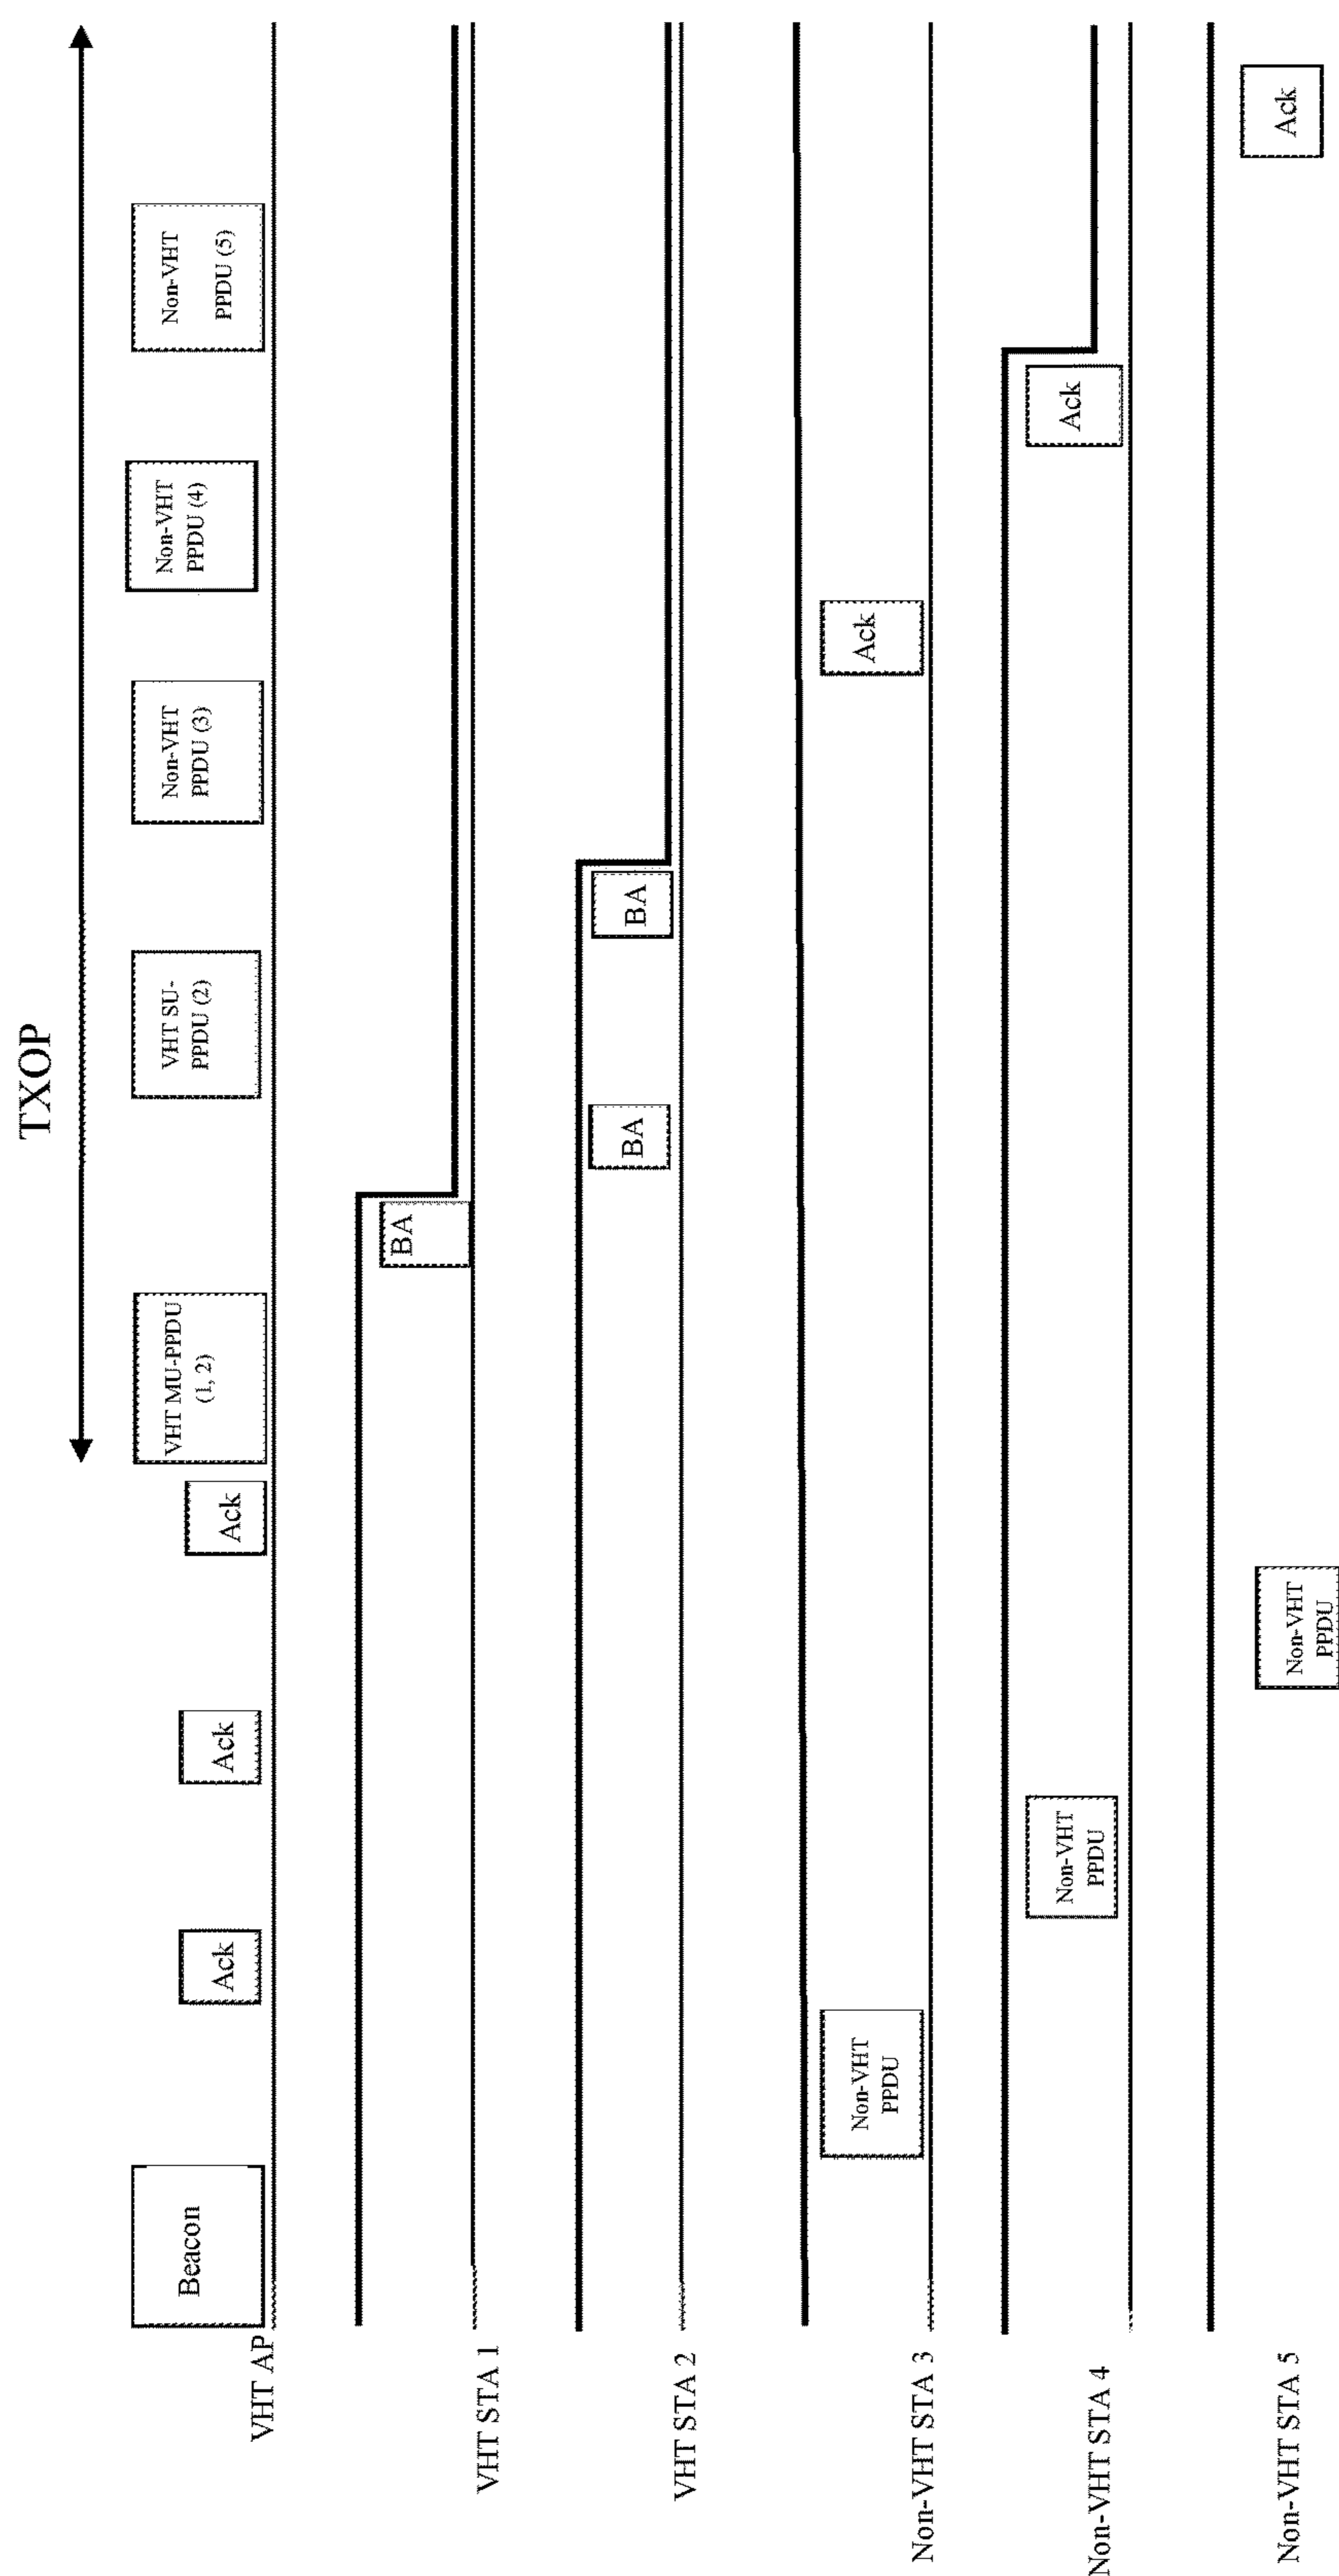 TXOP
Beacon
Ack
Ack
Ack
VHT MU-PPDU
(1, 2)
VHT SU-
PPDU (2)
Non-VHT
PPDU (3)
Non-VHT
PPDU (4)
Non-VHT
PPDU (5)
VHT AP
BA
VHT STA 1
BA
BA
VHT STA 2
Non-VHT
PPDU
Ack
Non-VHT STA 3
Non-VHT
PPDU
Ack
Non-VHT STA 4
Non-VHT
PPDU
Ack
Non-VHT STA 5